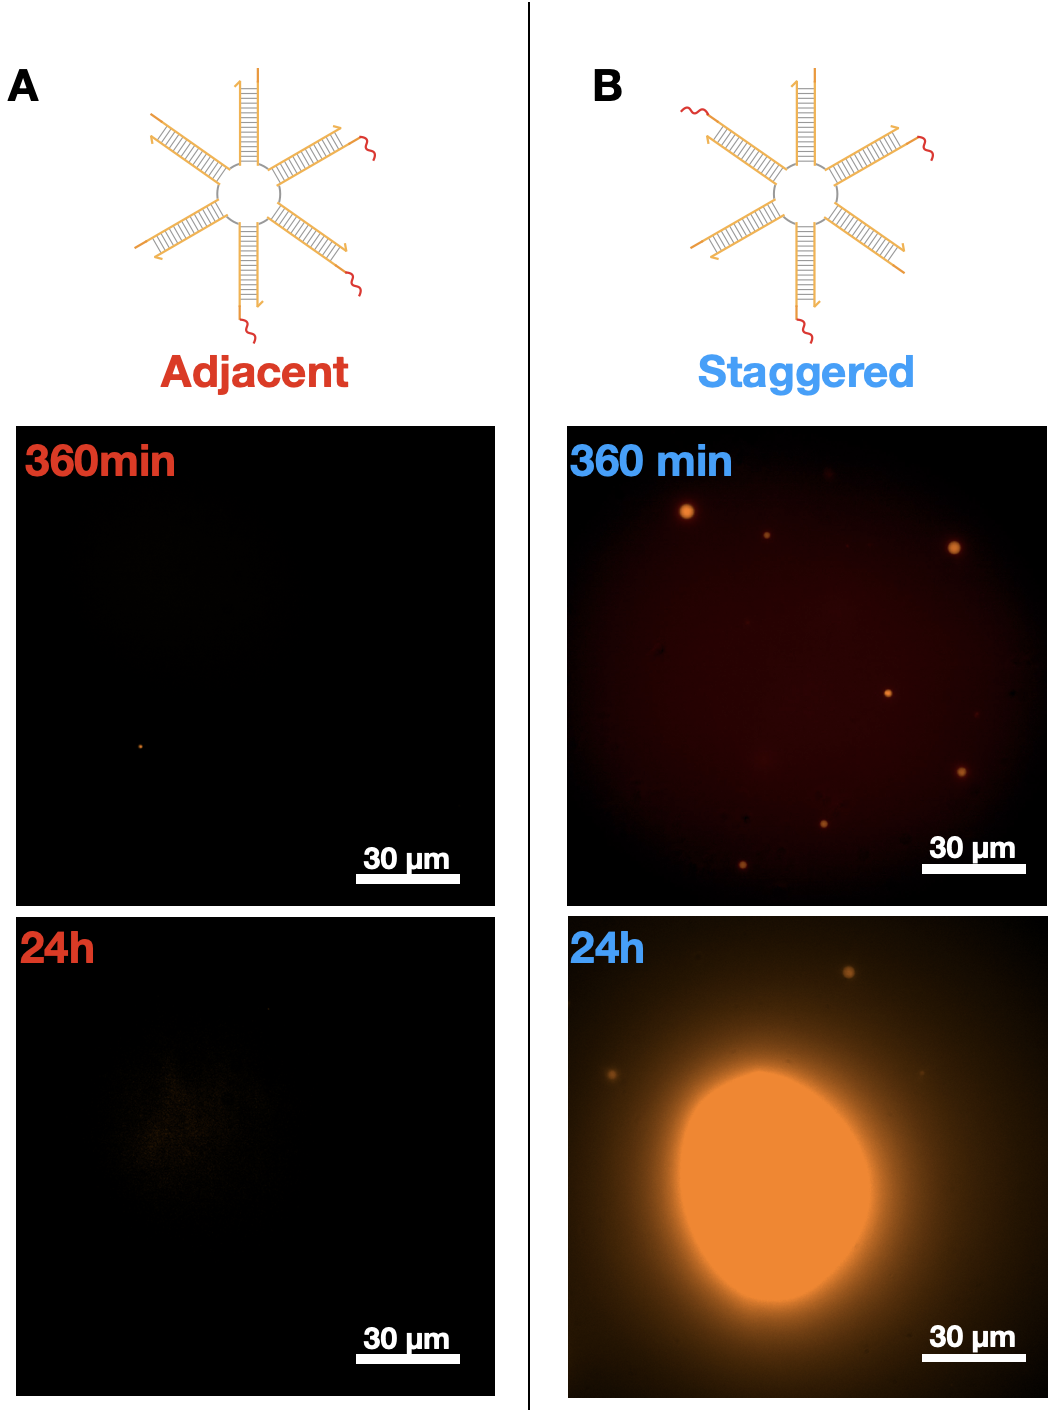 A
B
Adjacent
Staggered
360min
360 min
30 µm
30 µm
24h
24h
30 µm
30 µm